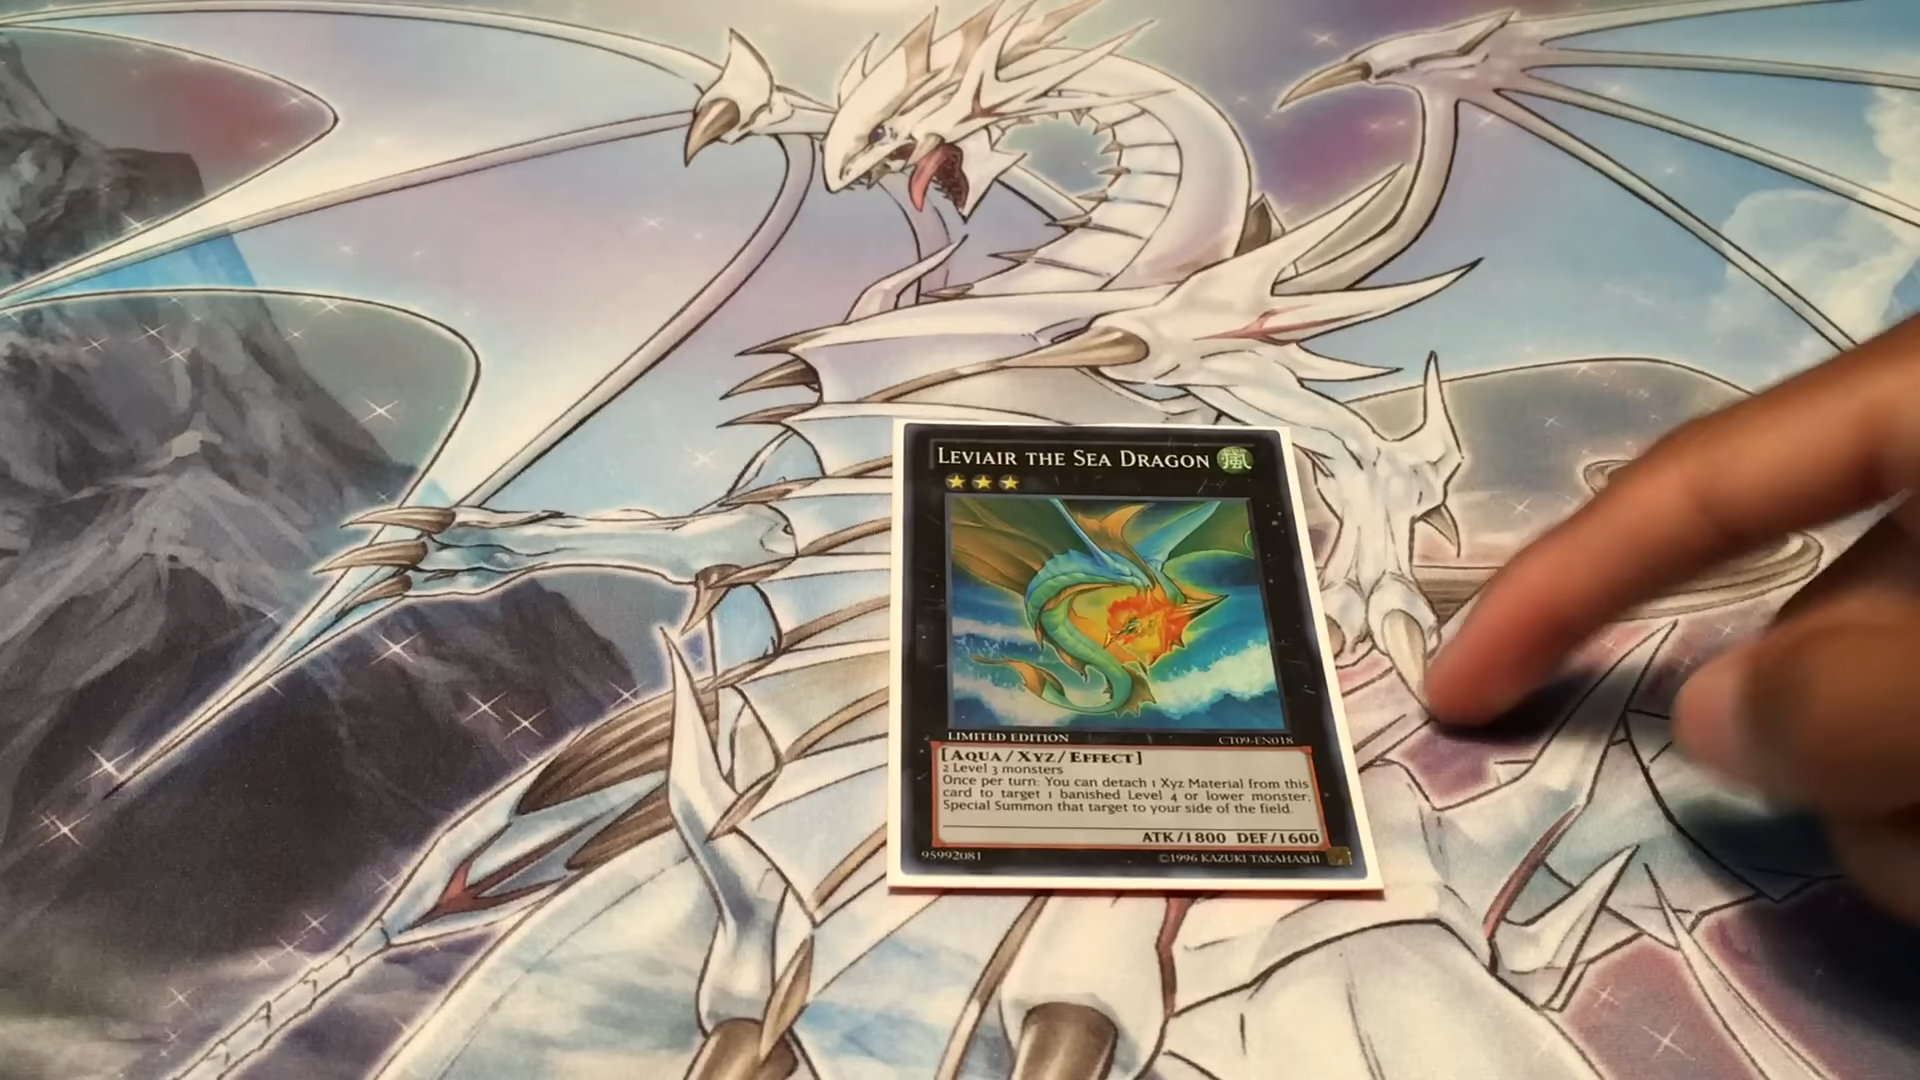 LEVIAIR THE SEA DRAGON 嵐
LIMITED EDITION CT09-EN018
[AQUA/XYZ/EFFECT]
2 Level 3 monsters
Once per turn: You can detach 1 Xyz Material from this
card to target 1 banished Level 4 or lower monster;
Special Summon that target to your side of the field.
ATK/1800 DEF/1600
95992081 ©1996 KAZUKI TAKAHASHI